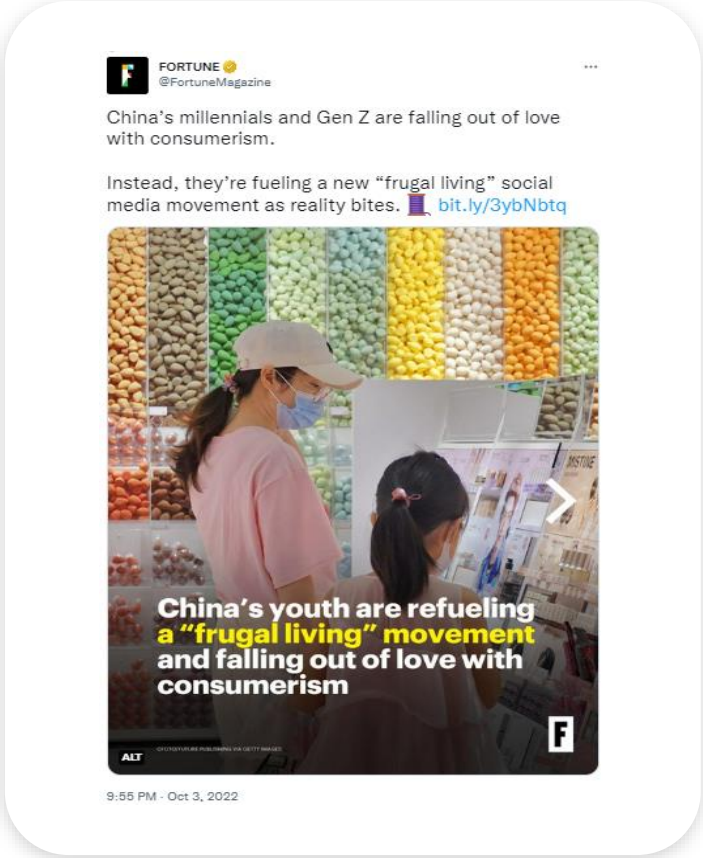 FORTUNE
@FortuneMagazine
China's millennials and Gen Z are falling out of love
with consumerism.
Instead, they're fueling a new “frugal living” social
media movement as reality bites. bit.ly/3ybNbtq
MISTINE
China's youth are refueling
a “frugal living” movement
and falling out of love with
consumerism
F
ALT
9:55 PM · Oct 3, 2022